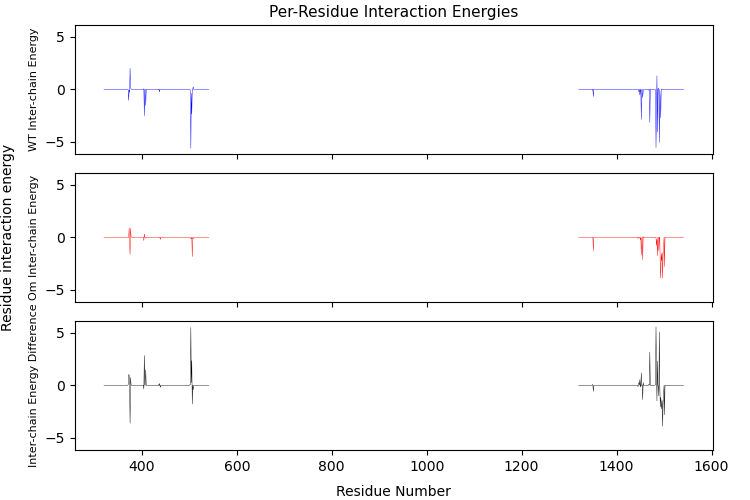 Per-Residue Interaction Energies
Residue interaction energy
WT Inter-chain Energy
5
0
−5
Om Inter-chain Energy
5
0
−5
Inter-chain Energy Difference
5
0
−5
400
600
800
1000
1200
1400
1600
Residue Number